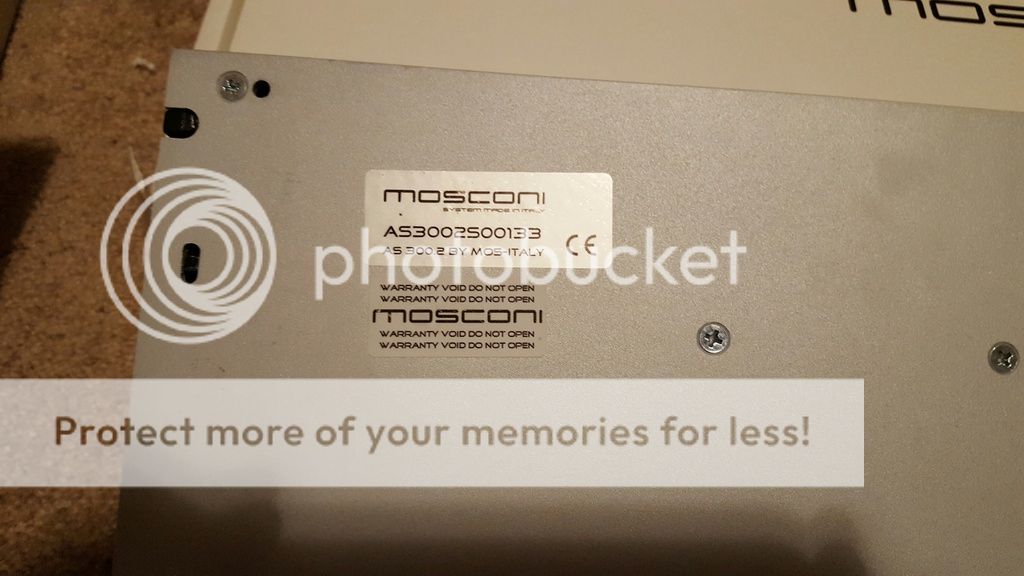 mos
mosconi
SYSTEM MADE IN ITALY
AS3002S00133
AS 300.2 BY MOS-ITALY
CE
photobucket
WARRANTY VOID DO NOT OPEN
WARRANTY VOID DO NOT OPEN
mosconi
WARRANTY VOID DO NOT OPEN
WARRANTY VOID DO NOT OPEN
Protect more of your memories for less!